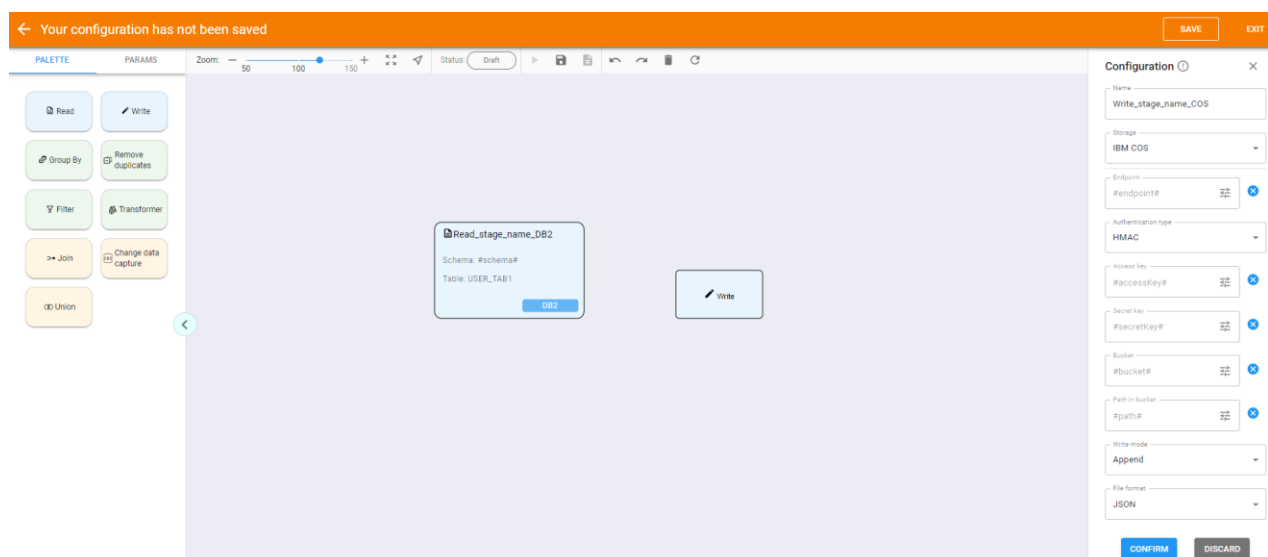 Your configuration has not been saved
SAVE
EXIT
PALETTE
PARAMS
Zoom:
50
100
150
Status:
Draft
Read
Write
Group By
Remove
duplicates
Filter
Transformer
Join
Change data
capture
Union
Read_stage_name_DB2
Schema: #schema#
Table: USER_TAB1
DB2
Write
Configuration
Name
Write_stage_name_COS
Storage
IBM COS
Endpoint
#endpoint#
Authentication type
HMAC
Access key
#accessKey#
Secret key
#secretKey#
Bucket
#bucket#
Path in bucket
#path#
Write mode
Append
File format
JSON
CONFIRM
DISCARD